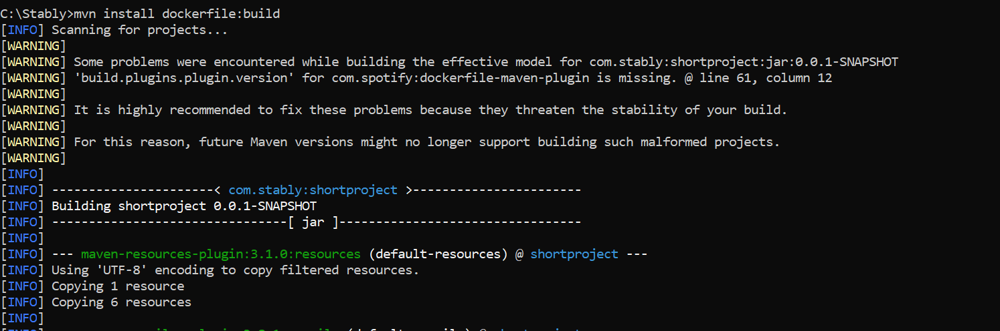 C:\Stably>mvn install dockerfile:build
[INFO] Scanning for projects...
[WARNING]
[WARNING] Some problems were encountered while building the effective model for com.stably:shortproject:jar:0.0.1-SNAPSHOT
[WARNING] 'build.plugins.plugin.version' for com.spotify:dockerfile-maven-plugin is missing. @ line 61, column 12
[WARNING]
[WARNING] It is highly recommended to fix these problems because they threaten the stability of your build.
[WARNING]
[WARNING] For this reason, future Maven versions might no longer support building such malformed projects.
[WARNING]
[INFO]
[INFO] ----------------------< com.stably:shortproject >-----------------------
[INFO] Building shortproject 0.0.1-SNAPSHOT
[INFO] --------------------------------[ jar ]---------------------------------
[INFO]
[INFO] --- maven-resources-plugin:3.1.0:resources (default-resources) @ shortproject ---
[INFO] Using 'UTF-8' encoding to copy filtered resources.
[INFO] Copying 1 resource
[INFO] Copying 6 resources
[INFO]